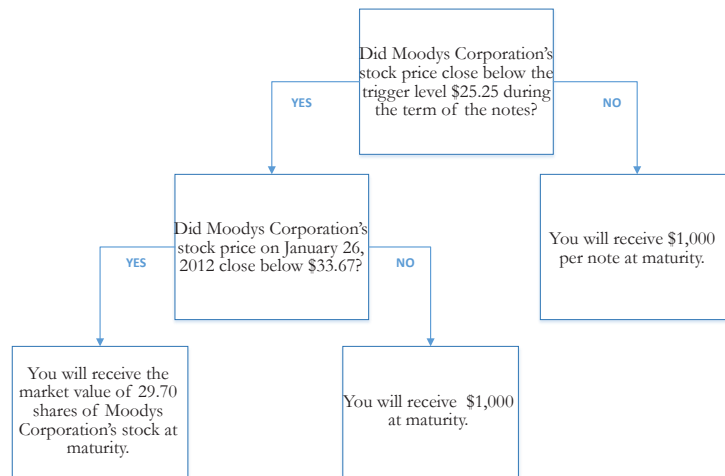 Did Moodys Corporation's
stock price close below the
trigger level $25.25 during
the term of the notes?
YES
NO
Did Moodys Corporation's
stock price on January 26,
2012 close below $33.67?
You will receive $1,000
per note at maturity.
YES
NO
You will receive the
market value of 29.70
shares of Moodys
Corporation's stock at
maturity.
You will receive $1,000
at maturity.